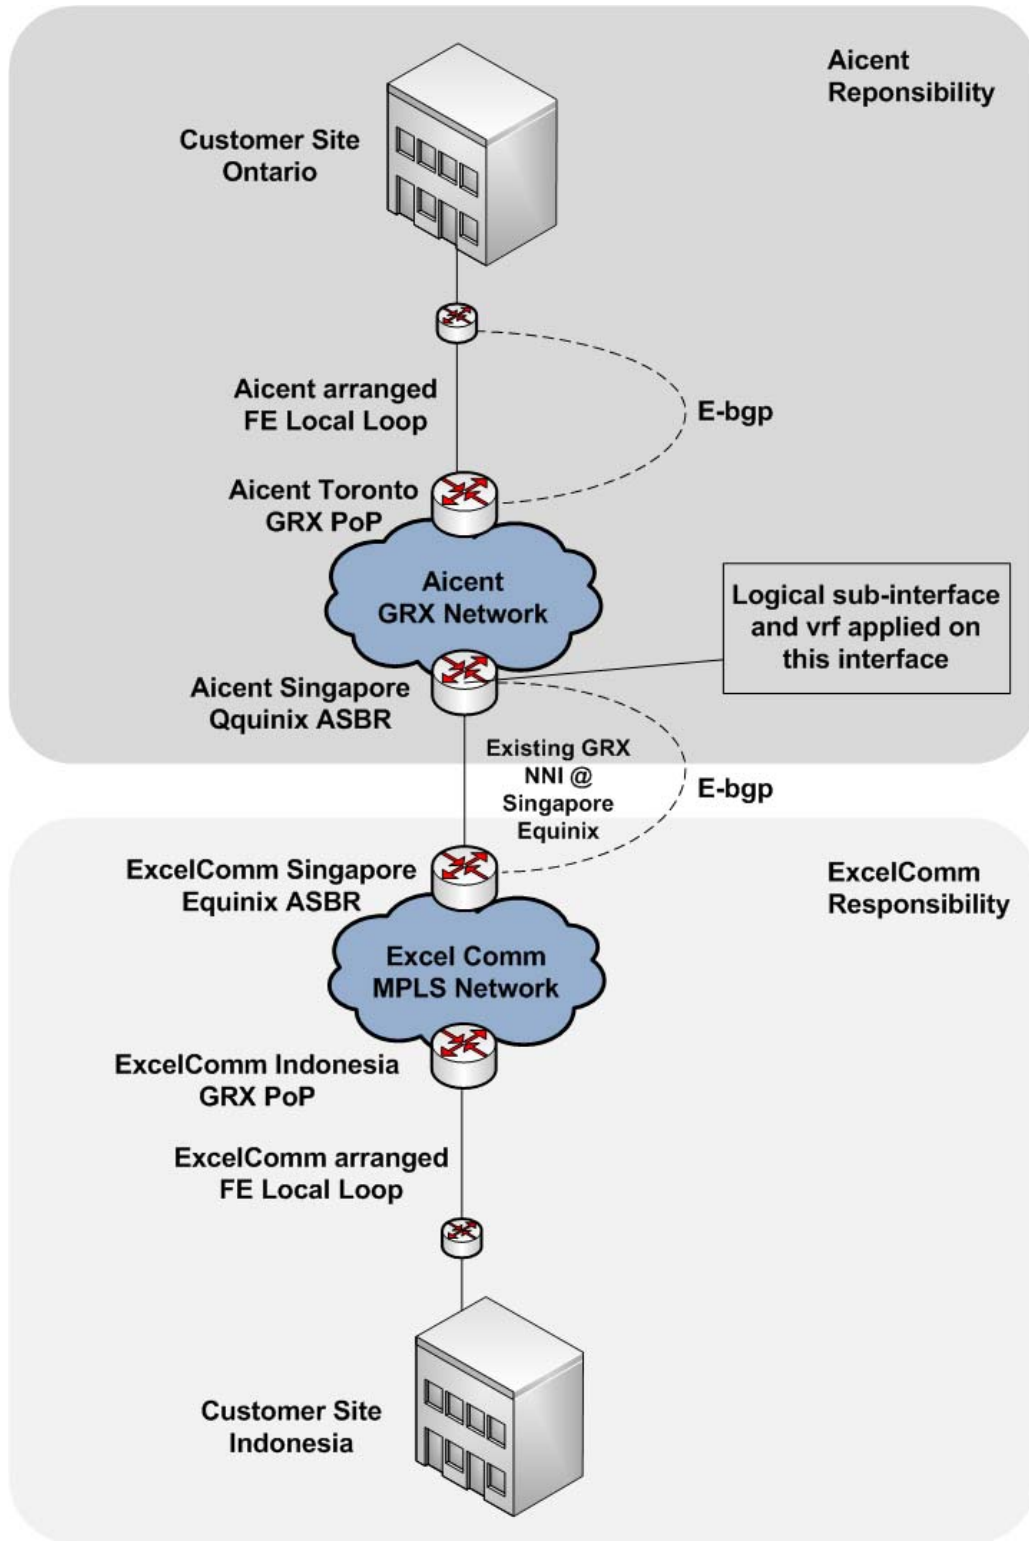 Aicent
Reponsibility
Customer Site
Ontario
Aicent arranged
FE Local Loop
E-bgp
Aicent Toronto
GRX PoP
Aicent
GRX Network
Logical sub-interface
and vrf applied on
this interface
Aicent Singapore
Qquinix ASBR
Existing GRX
NNI @
Singapore
Equinix
E-bgp
ExcelComm Singapore
Equinix ASBR
ExcelComm
Responsibility
Excel Comm
MPLS Network
ExcelComm Indonesia
GRX PoP
ExcelComm arranged
FE Local Loop
Customer Site
Indonesia